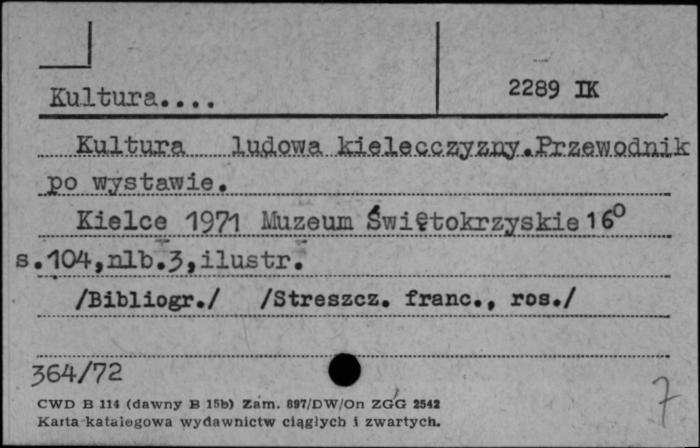 Kultura....
2289 IK
Kultura ludowa kielecczyzny.Przewodnik
po wystawie.
Kielce 1971 Muzeum Świętokrzyskie 16°
s.104,nlb.3,ilustr.
/Bibliogr./ /Streszcz. franc., ros./
364/72
7
CWD B 114 (dawny B 15b) Zam. 897/DW/On ZGG 2542
Karta katalogowa wydawnictw ciągłych i zwartych.